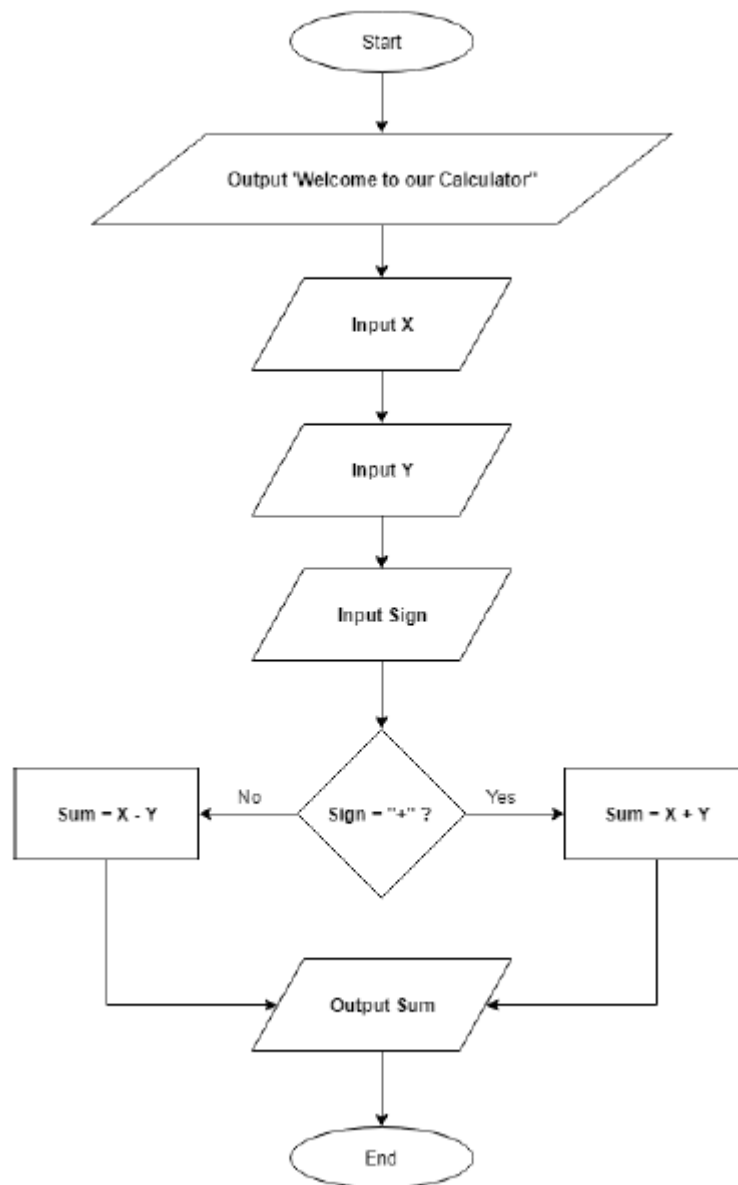 Start
Output 'Welcome to our Calculator"
Input X
Input Y
Input Sign
No
Yes
Sum = X - Y
Sign = "+" ?
Sum = X + Y
Output Sum
End